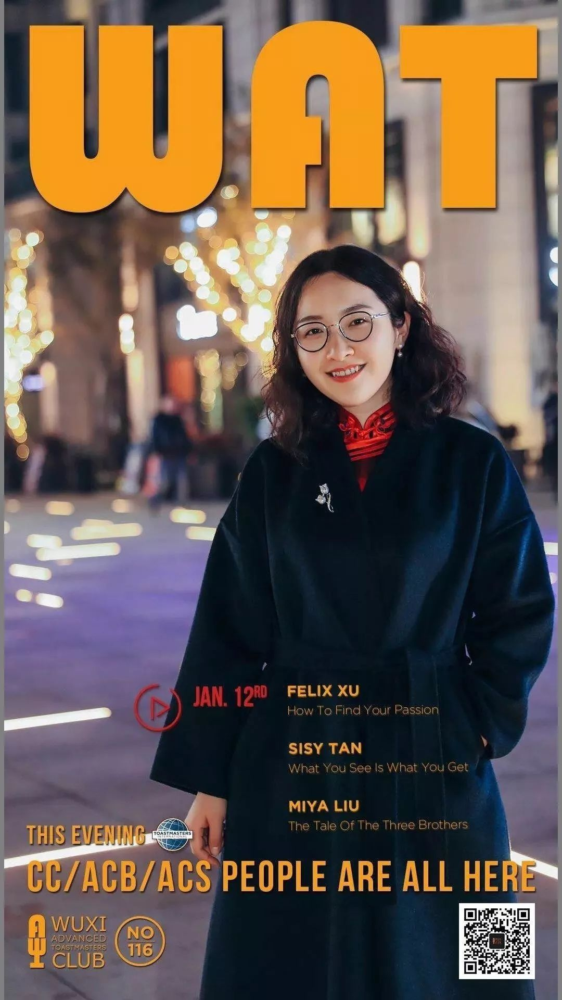 WAT
JAN. 12RD
FELIX XU
How To Find Your Passion
SISY TAN
What You See Is What You Get
MIYA LIU
The Tale Of The Three Brothers
THIS EVENING
TOASTMASTERS
INTERNATIONAL
CC/ACB/ACS PEOPLE ARE ALL HERE
WUXI
ADVANCED
TOASTMASTERS
CLUB
NO
116